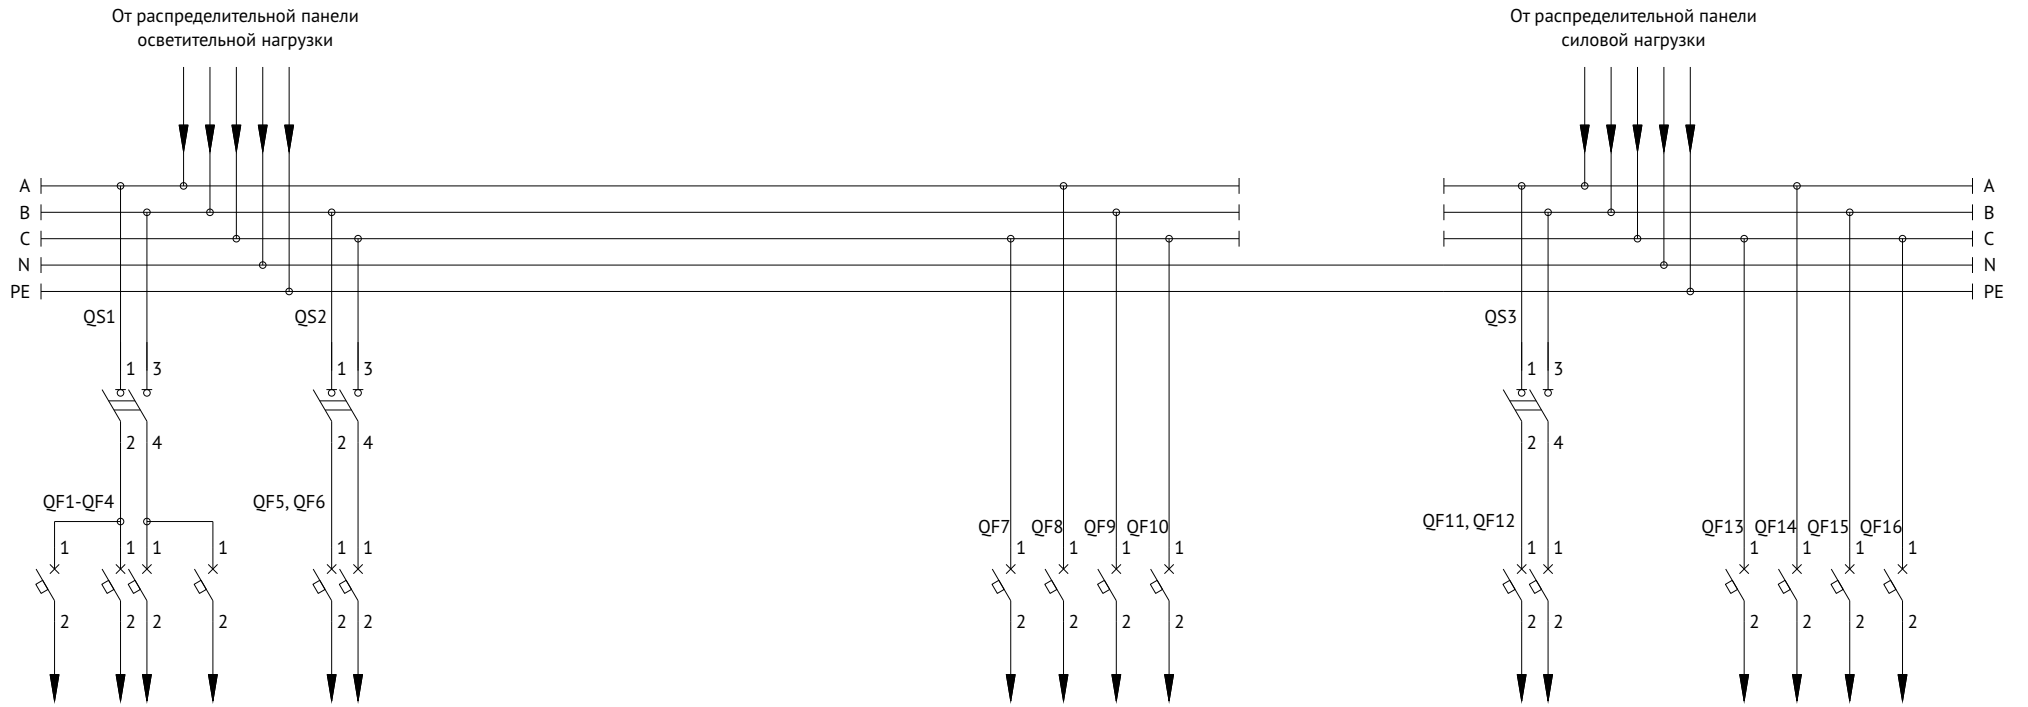 От распределительной панели
осветительной нагрузки
От распределительной панели
силовой нагрузки
A A
B B
C C
N N
PE PE
QS1 QS2 QS3
1 3 1 3 1 3
2 4 2 4 2 4
QF1-QF4 QF5, QF6 QF11, QF12
QF7 QF8 QF9 QF10 QF13 QF14 QF15 QF16
1 1 1 1 1 1 1 1 1 1 1 1 1 1 1 1
2 2 2 2 2 2 2 2 2 2 2 2 2 2 2 2